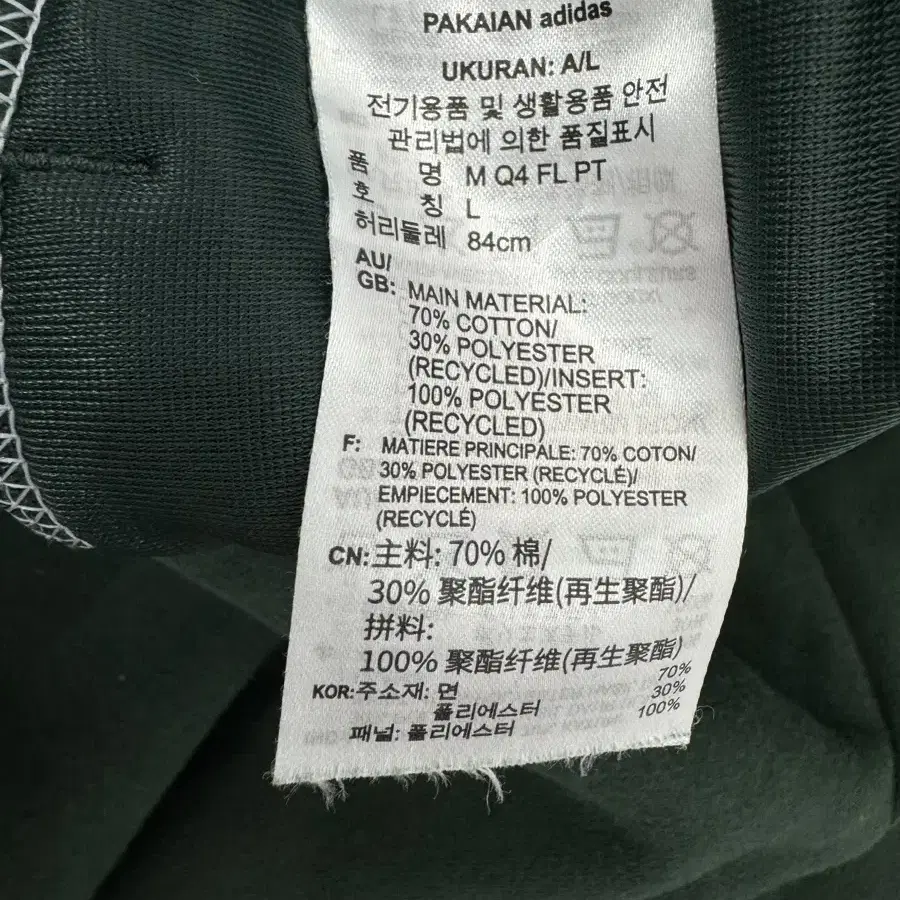 PAKAIAN adidas
UKURAN: A/L
전기용품 및 생활용품 안전
관리법에 의한 품질표시
품 명 M Q4 FL PT
호 칭 L
허리둘레 84cm
AU/
GB: MAIN MATERIAL:
70% COTTON/
30% POLYESTER
(RECYCLED)/INSERT:
100% POLYESTER
(RECYCLED)
F: MATIERE PRINCIPALE: 70% COTON/
30% POLYESTER (RECYCLÉ)/
EMPIECEMENT: 100% POLYESTER
(RECYCLÉ)
CN: 主料: 70% 棉/
30% 聚酯纤维(再生聚酯)/
拼料:
100% 聚酯纤维(再生聚酯)
KOR: 주소재: 면 70%
폴리에스터 30%
패널: 폴리에스터 100%